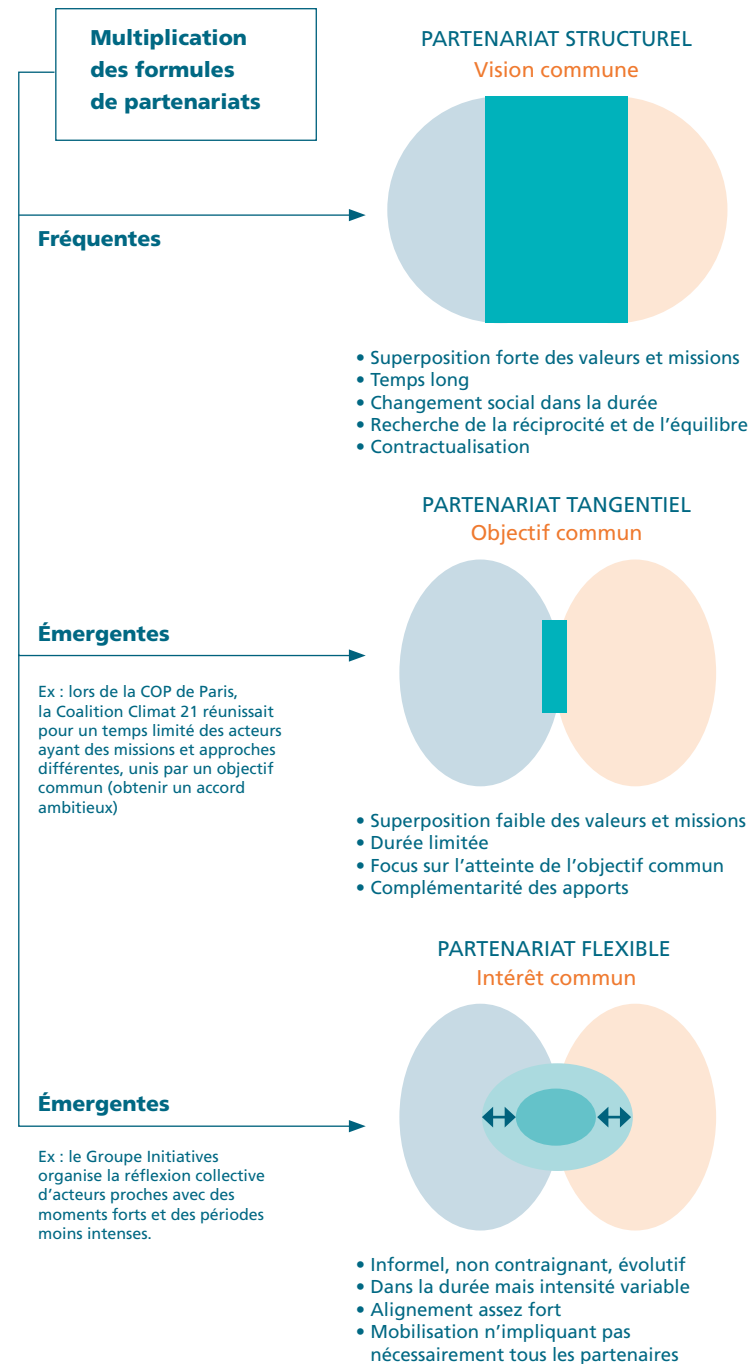 Multiplication
des formules
de partenariats
PARTENARIAT STRUCTUREL
Vision commune
Fréquentes
• Superposition forte des valeurs et missions
• Temps long
• Changement social dans la durée
• Recherche de la réciprocité et de l'équilibre
• Contractualisation
PARTENARIAT TANGENTIEL
Objectif commun
Émergentes
Ex : lors de la COP de Paris,
la Coalition Climat 21 réunissait
pour un temps limité des acteurs
ayant des missions et approches
différentes, unis par un objectif
commun (obtenir un accord
ambitieux)
• Superposition faible des valeurs et missions
• Durée limitée
• Focus sur l'atteinte de l'objectif commun
• Complémentarité des apports
PARTENARIAT FLEXIBLE
Intérêt commun
Émergentes
Ex : le Groupe Initiatives
organise la réflexion collective
d'acteurs proches avec des
moments forts et des périodes
moins intenses.
• Informel, non contraignant, évolutif
• Dans la durée mais intensité variable
• Alignement assez fort
• Mobilisation n'impliquant pas
nécessairement tous les partenaires